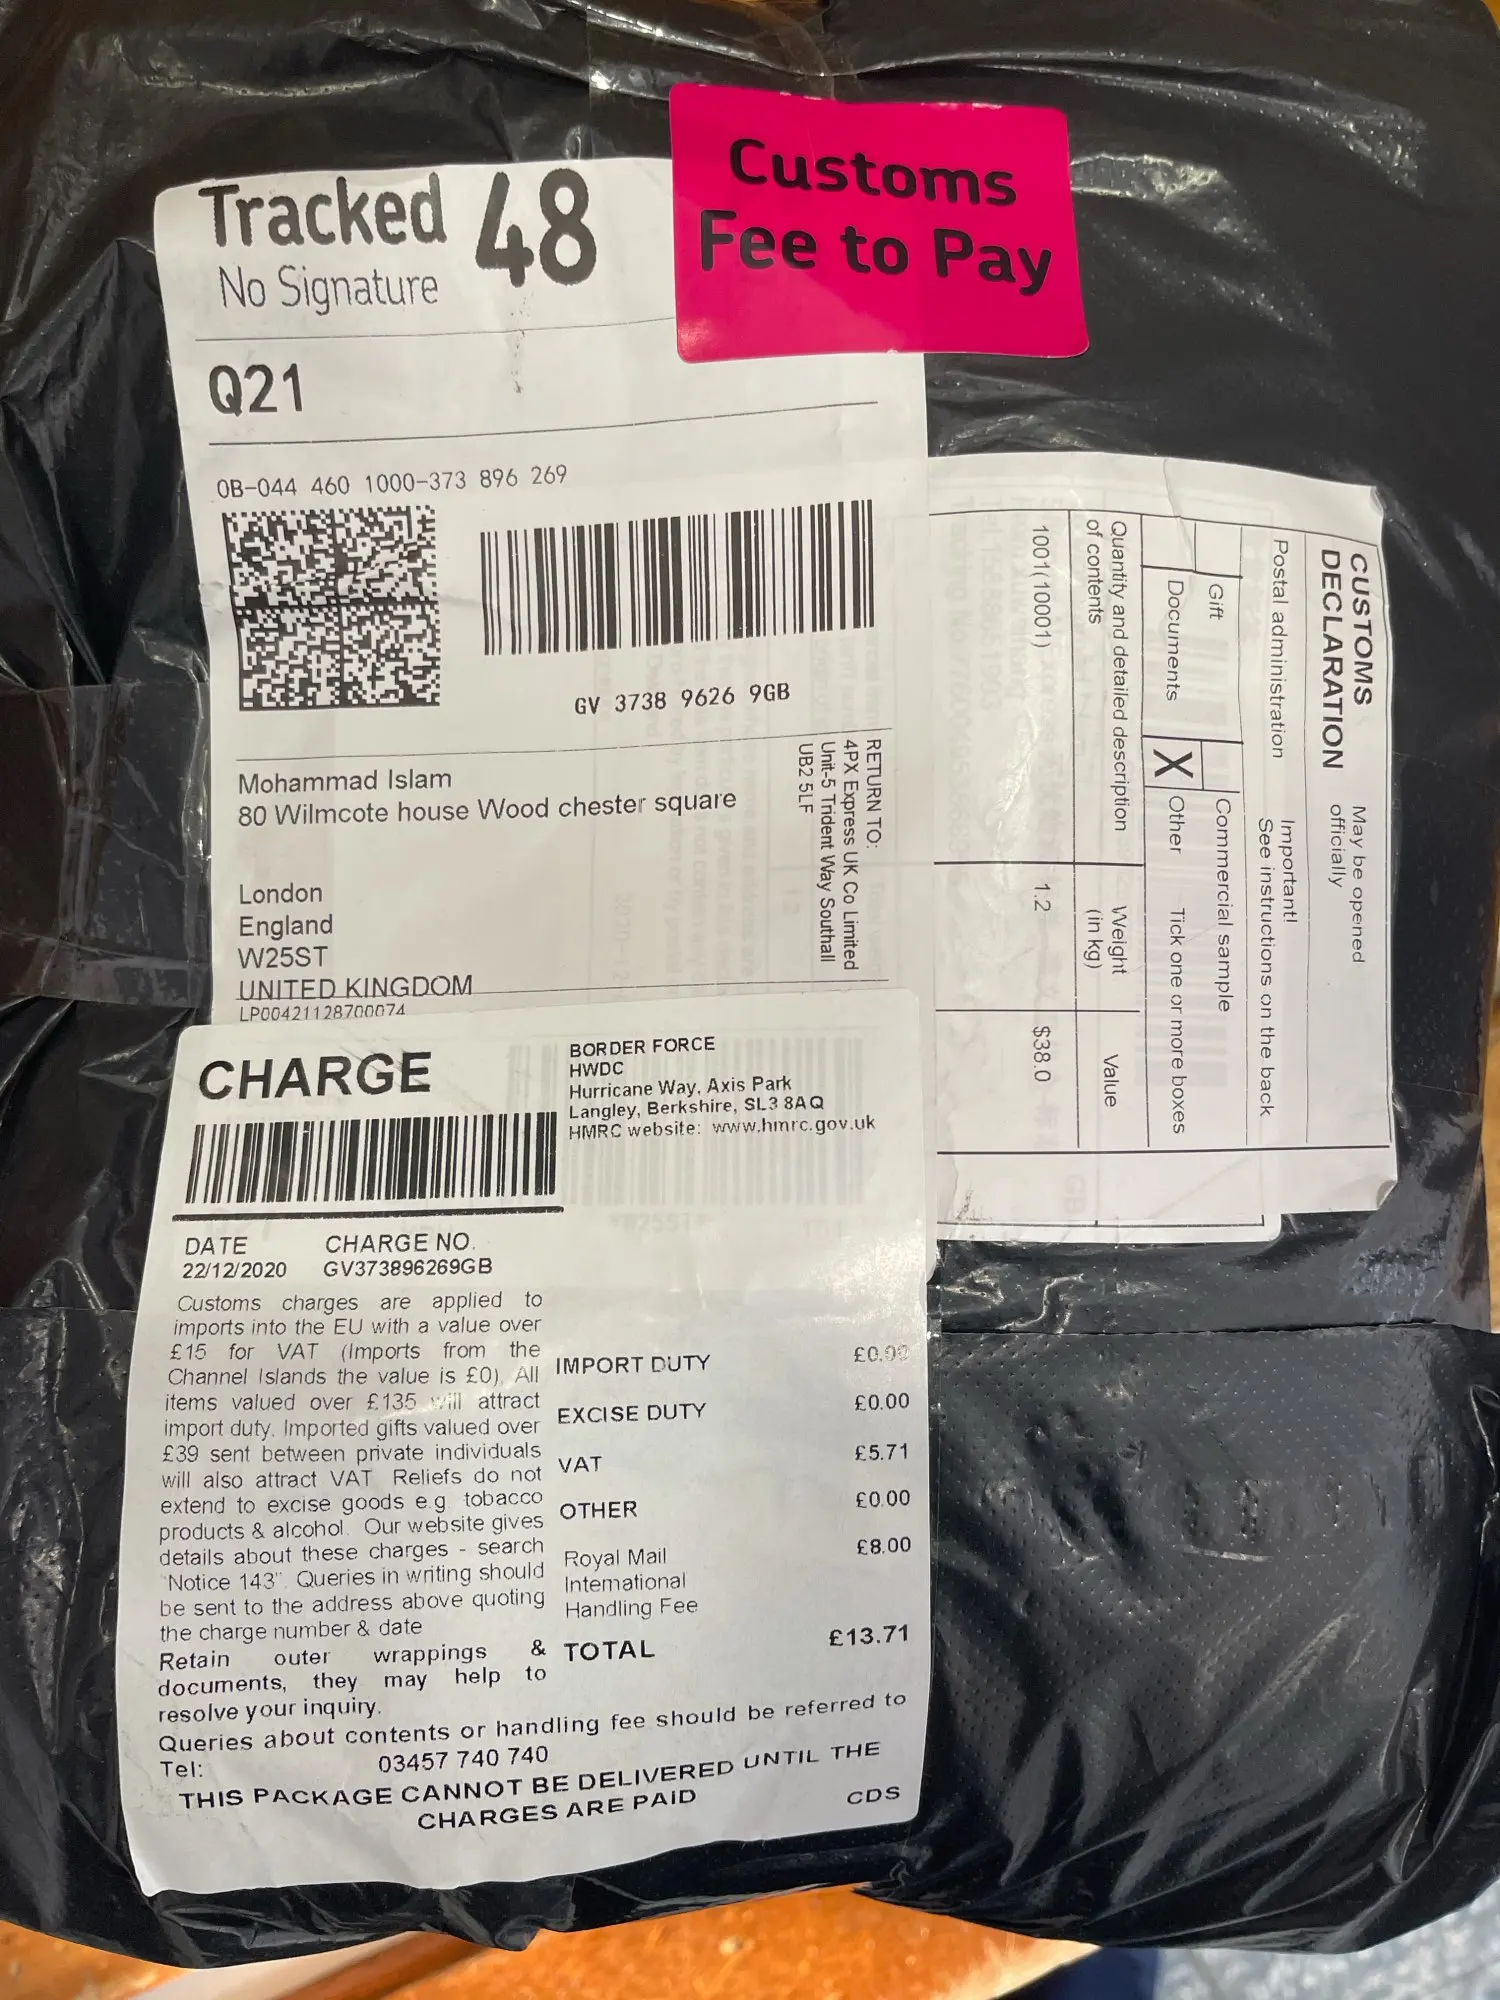 Customs
Fee to Pay
Tracked 48
No Signature
Q21
0B-044 460 1000-373 896 269
GV 3738 9626 9GB
Mohammad Islam
80 Wilmcote house Wood chester square
London
England
W25ST
UNITED KINGDOM
LP00421128700074
RETURN TO:
4PX Express UK Co Limited
Unit-5 Trident Way Southall
UB2 5LF
CUSTOMS
DECLARATION
May be opened
officially
Postal administration
Important!
See instructions on the back
Gift
Commercial sample
Documents
X
Other
Tick one or more boxes
Quantity and detailed description
of contents
Weight
(in kg)
Value
1001(10001)
1.2
$38.0
CHARGE
BORDER FORCE
HWDC
Hurricane Way, Axis Park
Langley, Berkshire, SL3 8AQ
HMRC website: www.hmrc.gov.uk
DATE
CHARGE NO.
22/12/2020
GV373896269GB
Customs charges are applied to
imports into the EU with a value over
£15 for VAT (Imports from the
Channel Islands the value is £0). All
items valued over £135 will attract
import duty. Imported gifts valued over
£39 sent between private individuals
will also attract VAT Reliefs do not
extend to excise goods e.g tobacco
products & alcohol. Our website gives
details about these charges - search
"Notice 143". Queries in writing should
be sent to the address above quoting
the charge number & date
Retain outer wrappings &
documents, they may help to
resolve your inquiry.
IMPORT DUTY £0.00
EXCISE DUTY £0.00
VAT £5.71
OTHER £0.00
Royal Mail £8.00
International
Handling Fee
TOTAL £13.71
Queries about contents or handling fee should be referred to
Tel: 03457 740 740
THIS PACKAGE CANNOT BE DELIVERED UNTIL THE
CHARGES ARE PAID
CDS